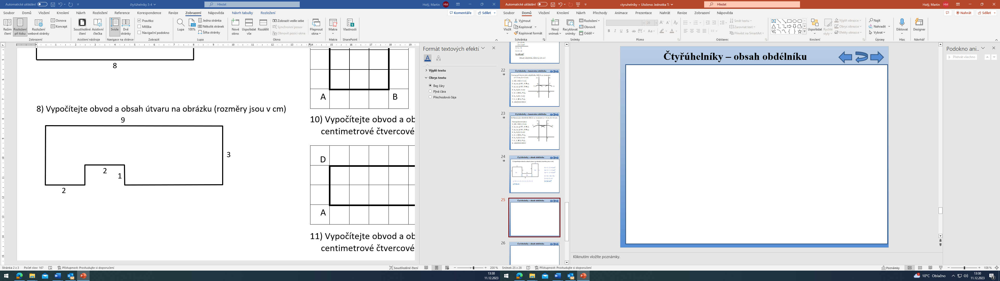 Automatické ukládání
čtyřúhelníky 3-4
Hledat
Holý, Martin
HM
Soubor Domů Vložení Kreslení Návrh Rozložení Reference Korespondence Revize Zobrazení Nápověda Návrh tabulky Rozložení
Komentáře
Sdílet
Režim čtení
Rozložení při tisku
Rozložení webové stránky
Osnova
Koncept
Zobrazení
Soustředěné čtení
Asistivní čtečka
Asistivní nástroje
Svisle
Dvě stránky
Navigace na stránce
Pravítko
Mřížka
Navigační podokno
Zobrazit
Lupa
100%
Jedna stránka
Několik stránek
Šířka stránky
Lupa
Nové okno
Uspořádat vše
Rozdělit
Zobrazit vedle sebe
Synchronní posuv
Obnovit pozici okna
Přepnout okna
Okno
Makra
Makra
Vlastnosti
SharePoint
8
8) Vypočítejte obvod a obsah útvaru na obrázku (rozměry jsou v cm)
9
3
2
1
2
A
B
10) Vypočítejte obvod a ob
centimetrové čtvercové
D
A
11) Vypočítejte obvod a ob
centimetrové čtvercové
Formát textových efektů
Výplň textu
Obrys textu
Bez čáry
Plná čára
Přechodová čára
Stránka 2 z 3
Počet slov: 167
Přístupnost: Prostudujte si doporučení
Soustředěné čtení
200 %
13:30
11.12.2023
Automatické ukládání
ctyruhelníky • Uloženo: Jednotka T:
Hledat
Holý, Martin
HM
Soubor Domů Vložení Kreslení Návrh Přechody Animace Prezentace Nahrát Revize Zobrazení Nápověda
Nahrát
Sdílet
Vložit
Vyjmout
Kopírovat
Kopírovat formát
Schránka
Nový snímek
Recyklovat snímky
Rozložení
Obnovit
Oddíl
Snímky
20
Písmo
Směr textu
Zarovnat text
Převést na SmartArt
Odstavec
Uspořádat
Rychlé styly
Výplň obrazce
Obrys obrazce
Efekty obrazce
Kreslení
Najít
Nahradit
Vybrat
Úpravy
Diktovat
Hlas
Designer
Návrhář
Obsah obdélníku ABCD je 24 cm².
22
Čtyřúhelníky – konstrukce obdélníku
23
Čtyřúhelníky – konstrukce obdélníku
24
Čtyřúhelníky – obsah obdélníku
25
Čtyřúhelníky – obsah obdélníku
26
Čtyřúhelníky – obsah obdélníku
Čtyřúhelníky – obsah obdélníku
Kliknutím vložíte poznámky.
Podokno ani..
Přehrát všechno
Snímek 25 z 28
Přístupnost: Prostudujte si doporučení
Poznámky
108 %
10°C Oblačno
13:30
11.12.2023